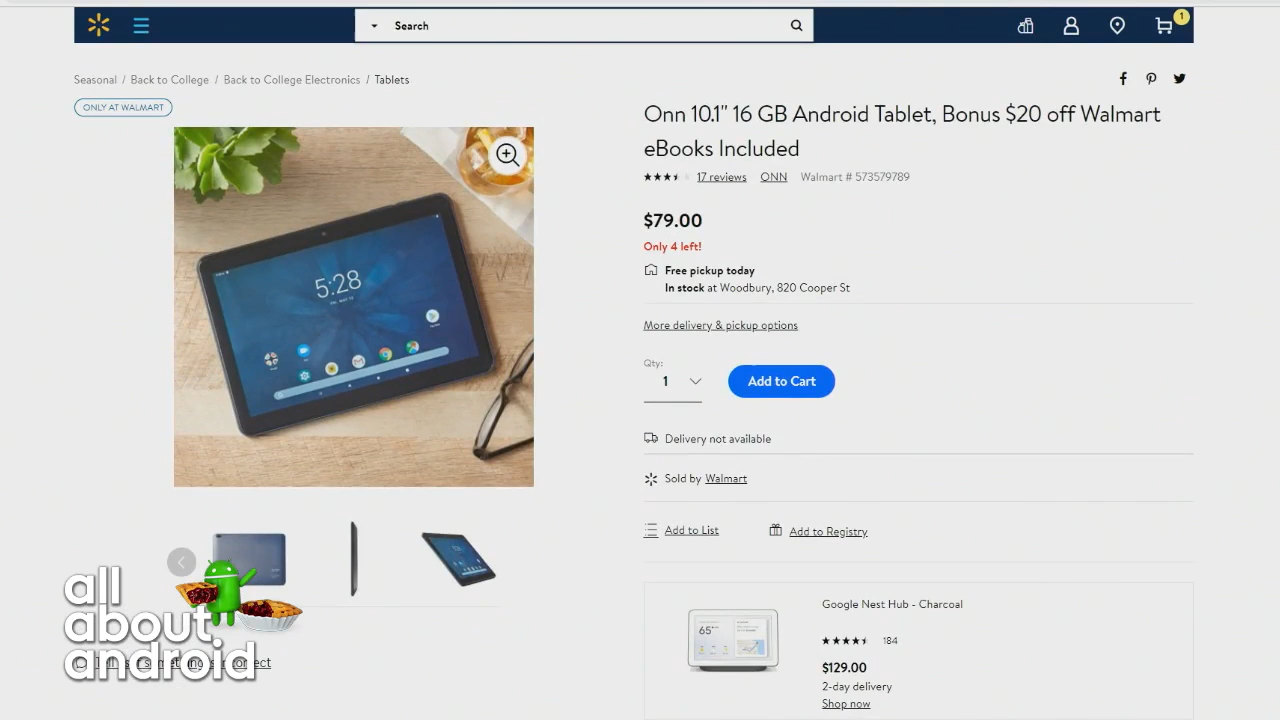 1
Search
Seasonal / Back to College / Back to College Electronics / Tablets
ONLY AT WALMART
Onn 10.1" 16 GB Android Tablet, Bonus $20 off Walmart
eBooks Included
17 reviews ONN Walmart # 573579789
$79.00
Only 4 left!
Free pickup today
In stock at Woodbury, 820 Cooper St
More delivery & pickup options
Qty:
1
Add to Cart
5:28
Delivery not available
Sold by Walmart
Add to List Add to Registry
Google Nest Hub - Charcoal
65°
184
$129.00
2-day delivery
Shop now
all
about
android